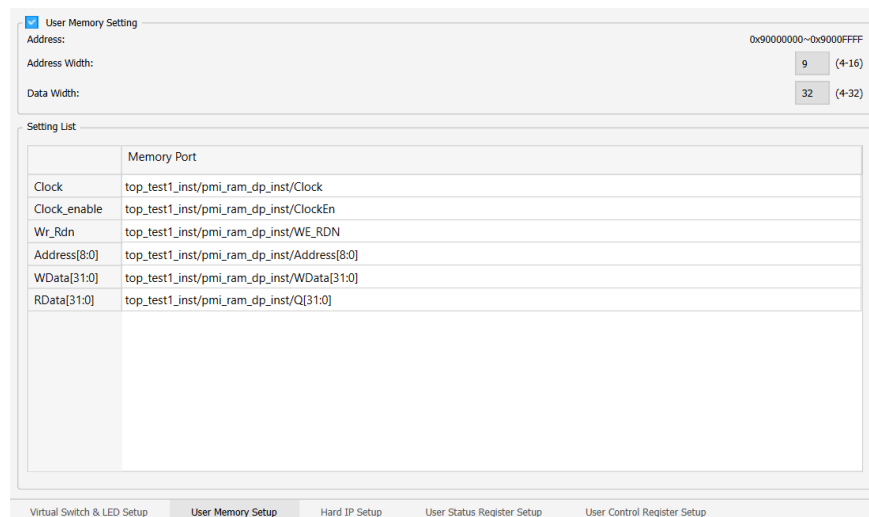 User Memory Setting
Address: 0x90000000~0x9000FFFF
Address Width: 9 (4-16)
Data Width: 32 (4-32)
Setting List
Memory Port
Clock top_test1_inst/pmi_ram_dp_inst/Clock
Clock_enable top_test1_inst/pmi_ram_dp_inst/ClockEn
Wr_Rdn top_test1_inst/pmi_ram_dp_inst/WE_RDN
Address[8:0] top_test1_inst/pmi_ram_dp_inst/Address[8:0]
WData[31:0] top_test1_inst/pmi_ram_dp_inst/WData[31:0]
RData[31:0] top_test1_inst/pmi_ram_dp_inst/Q[31:0]
Virtual Switch & LED Setup User Memory Setup Hard IP Setup User Status Register Setup User Control Register Setup